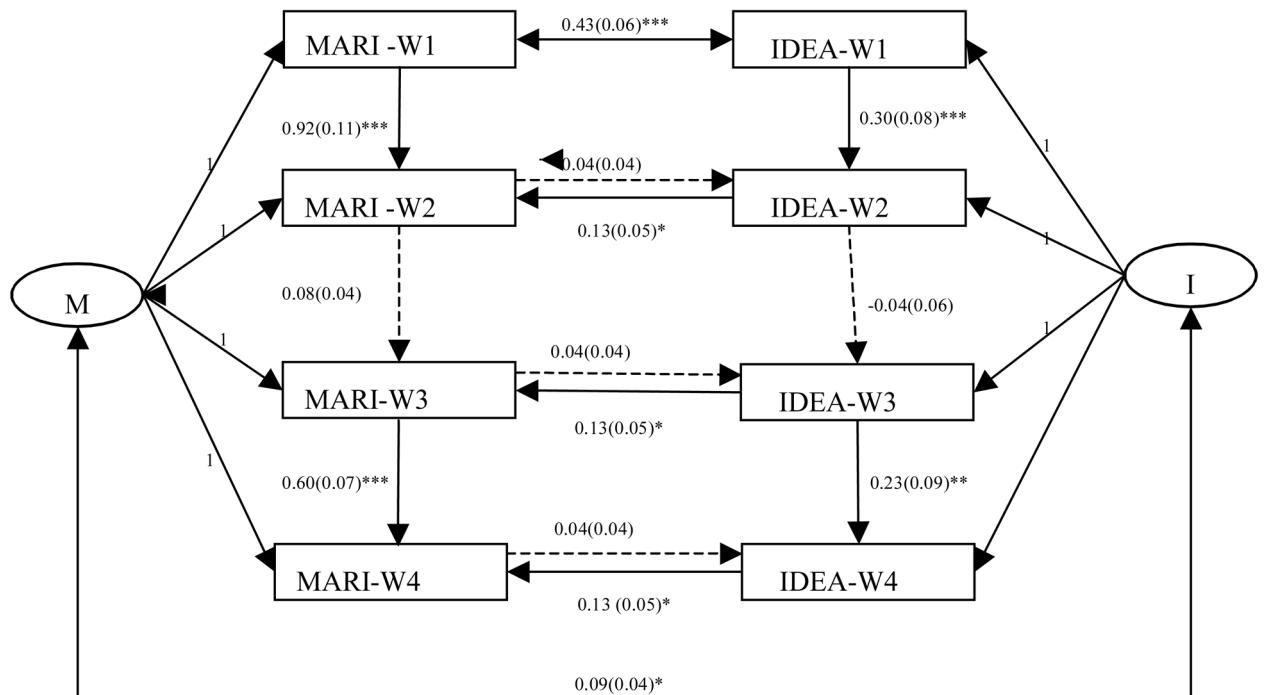 0.43(0.06)***
MARI -W1
IDEA-W1
0.92(0.11)***
0.30(0.08)***
1
1
0.04(0.04)
MARI -W2
IDEA-W2
0.13(0.05)*
1
1
M
I
0.08(0.04)
-0.04(0.06)
1
1
0.04(0.04)
MARI-W3
IDEA-W3
0.13(0.05)*
1
0.60(0.07)***
0.23(0.09)**
0.04(0.04)
MARI-W4
IDEA-W4
0.13 (0.05)*
0.09(0.04)*